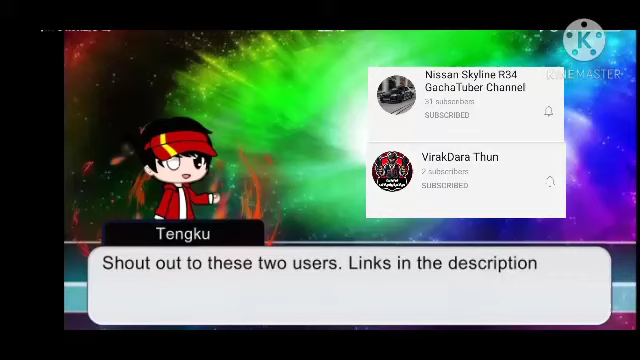 KINEMASTER
Nissan Skyline R34
GachaTuber Channel
31 subscribers
SUBSCRIBED
VirakDara Thun
2 subscribers
SUBSCRIBED
Tengku
Shout out to these two users. Links in the description